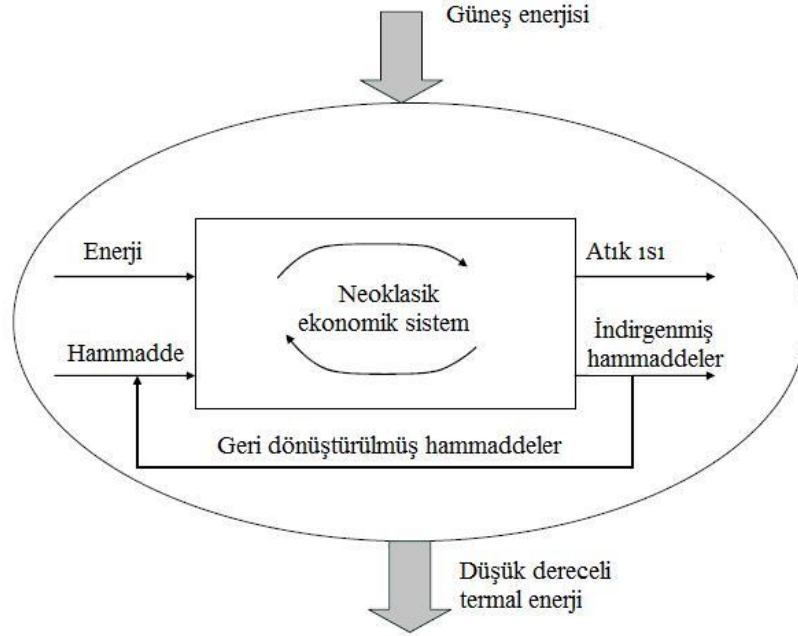 Güneş enerjisi
Enerji
Atık ısı
Neoklasik
ekonomik sistem
Hammadde
İndirgenmiş
hammaddeler
Geri dönüştürülmüş hammaddeler
Düşük dereceli
termal enerji